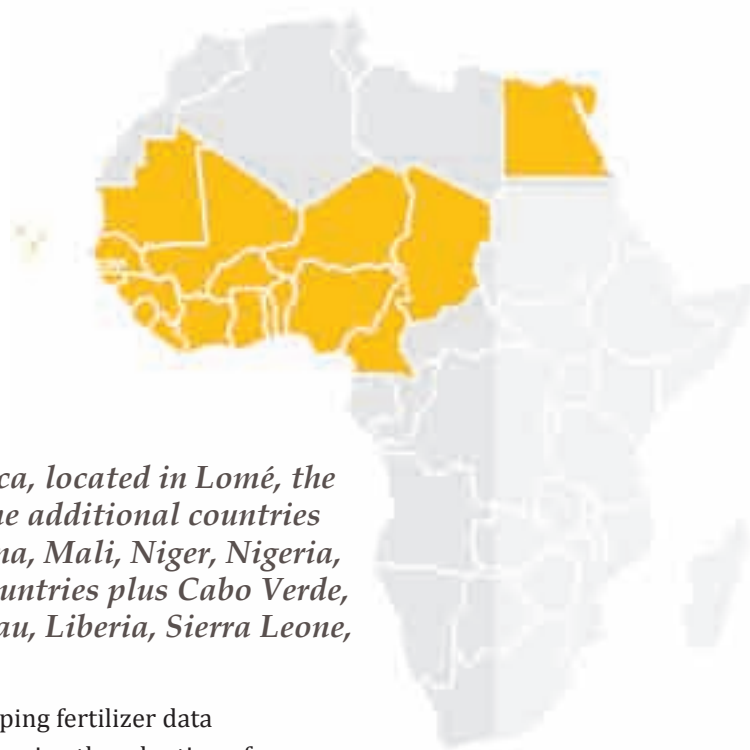 ca, located in Lomé, the
ne additional countries
na, Mali, Niger, Nigeria,
untries plus Cabo Verde,
au, Liberia, Sierra Leone,
ping fertilizer data